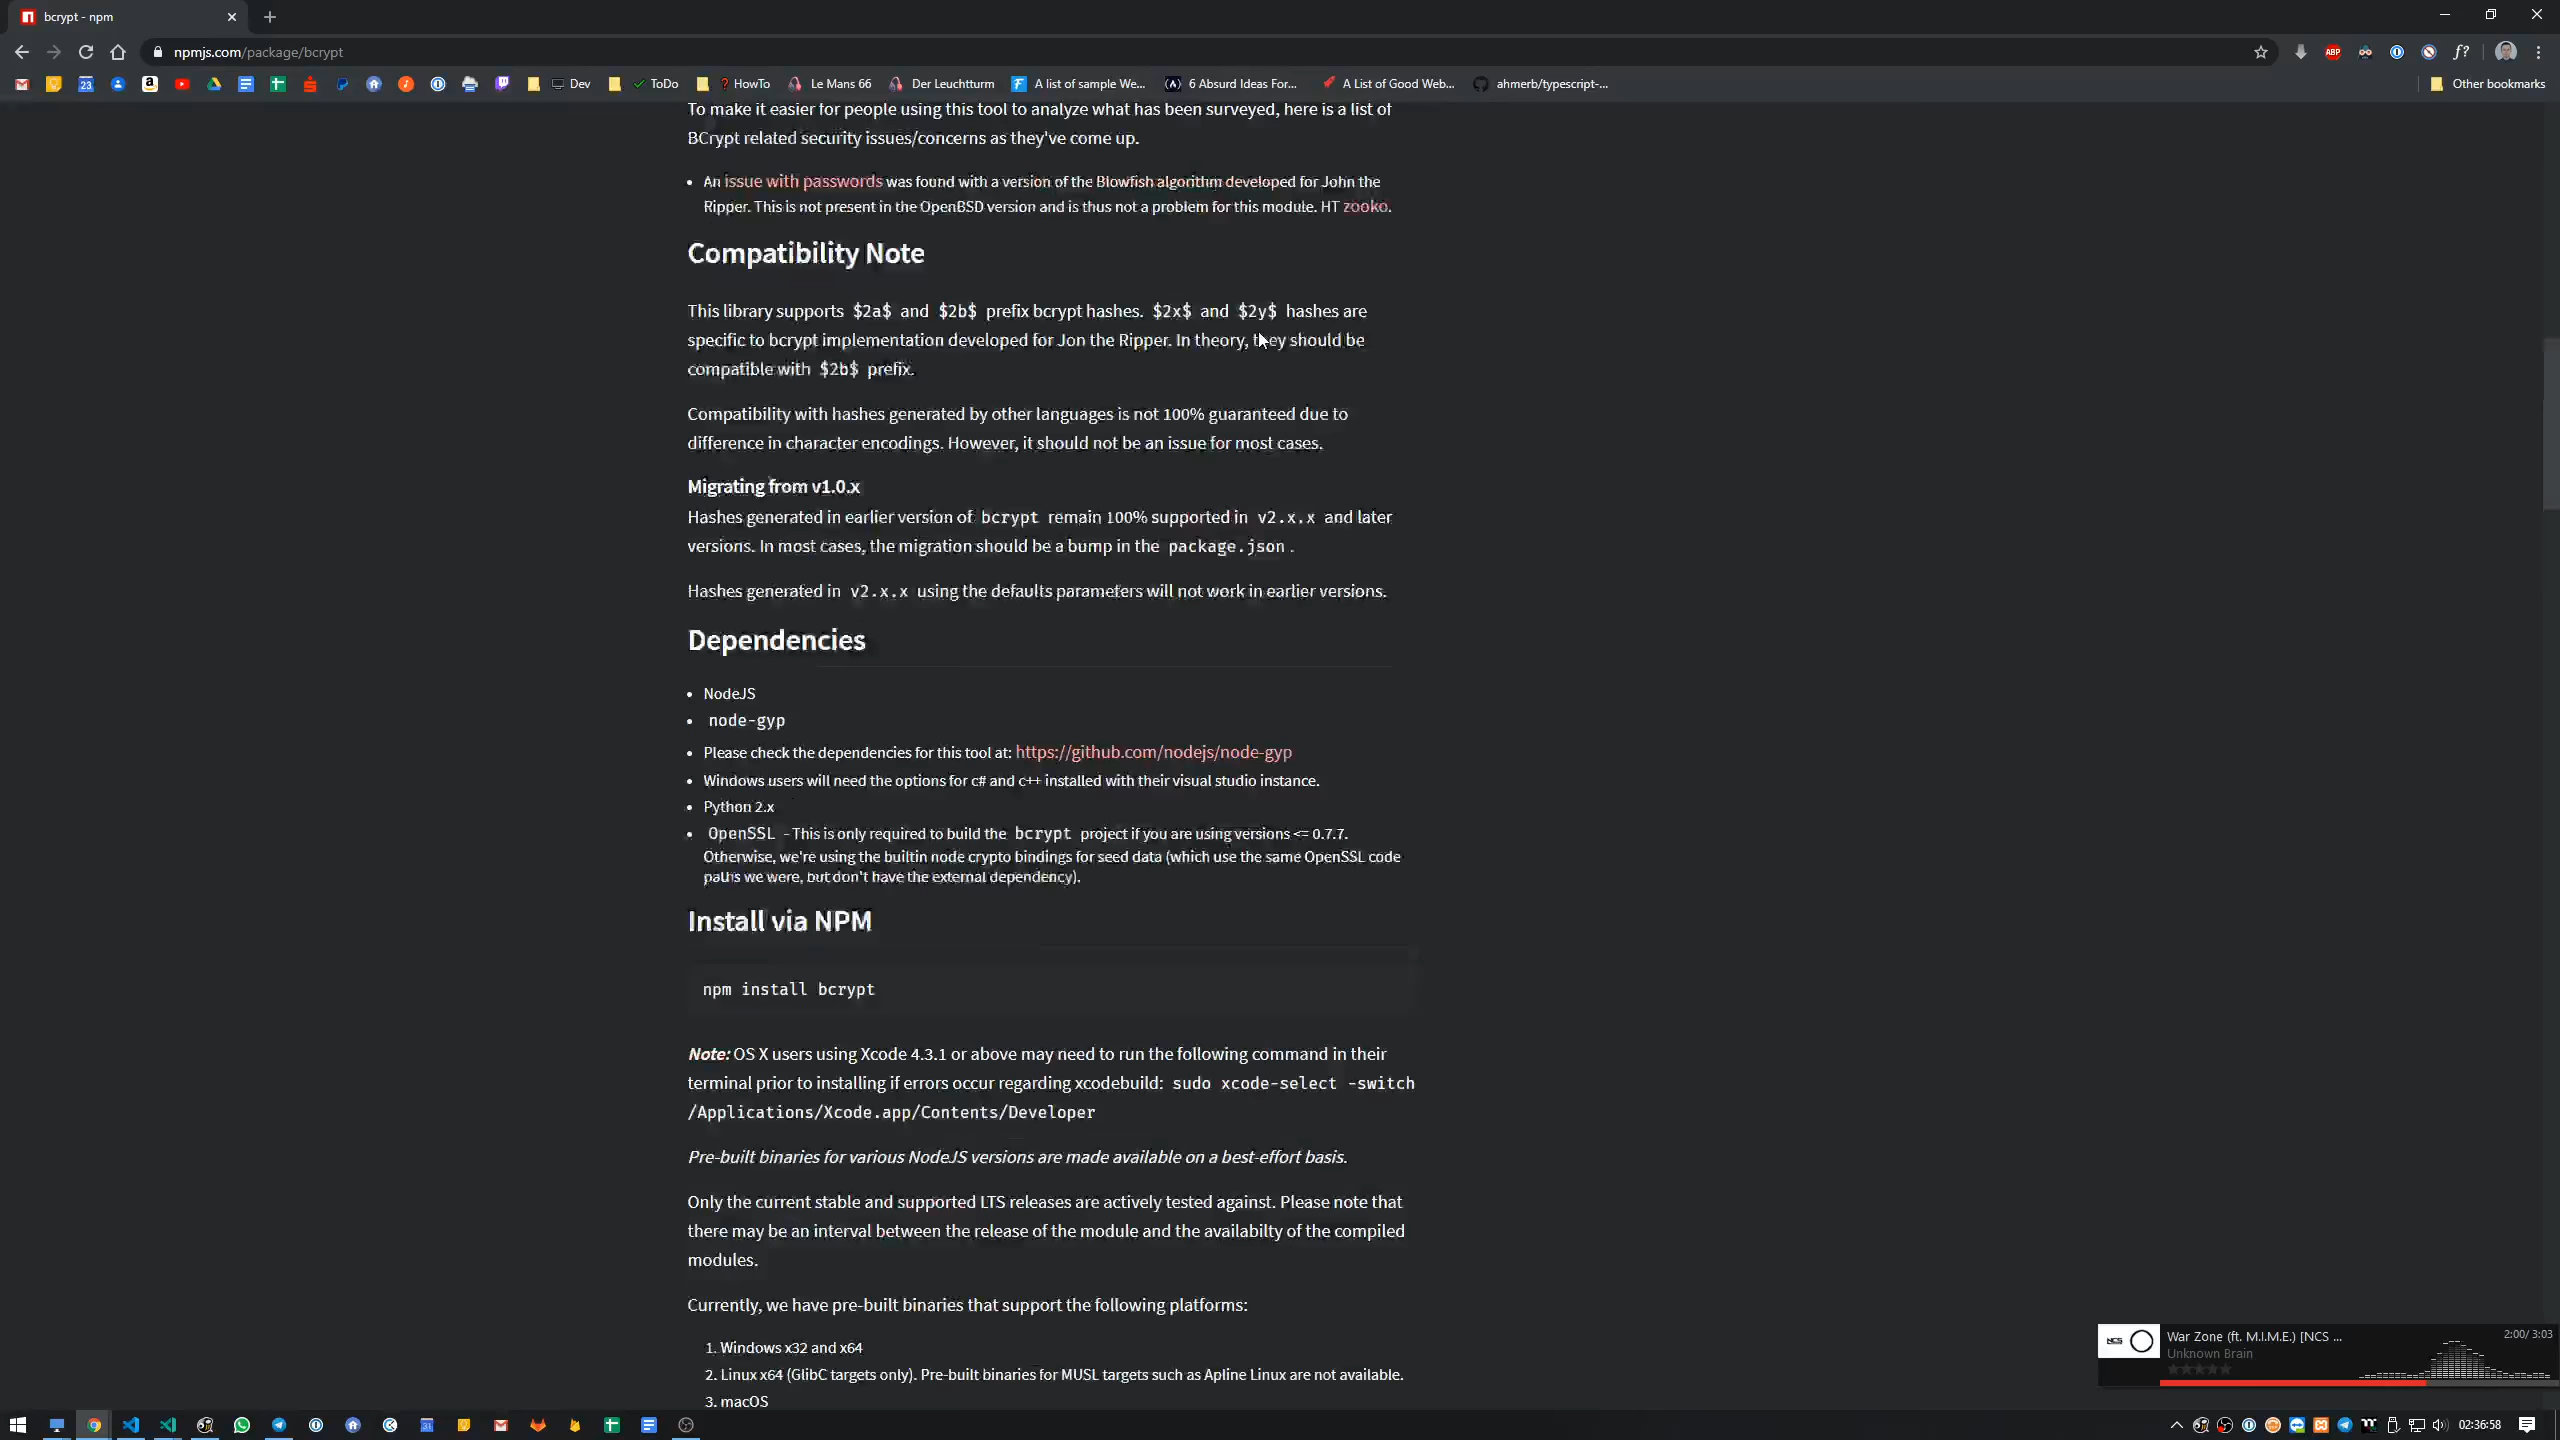 bcrypt - npm
npmjs.com/package/bcrypt
ABP
f?
23
Dev
ToDo
? HowTo
Le Mans 66
Der Leuchtturm
A list of sample We...
6 Absurd Ideas For...
A List of Good Web...
ahmerb/typescript-...
Other bookmarks
To make it easier for people using this tool to analyze what has been surveyed, here is a list of
BCrypt related security issues/concerns as they've come up.
• An issue with passwords was found with a version of the Blowfish algorithm developed for John the
Ripper. This is not present in the OpenBSD version and is thus not a problem for this module. HT zooko.
Compatibility Note
This library supports $2a$ and $2b$ prefix bcrypt hashes. $2x$ and $2y$ hashes are
specific to bcrypt implementation developed for Jon the Ripper. In theory, they should be
compatible with $2b$ prefix.
Compatibility with hashes generated by other languages is not 100% guaranteed due to
difference in character encodings. However, it should not be an issue for most cases.
Migrating from v1.0.x
Hashes generated in earlier version of bcrypt remain 100% supported in v2.x.x and later
versions. In most cases, the migration should be a bump in the package.json .
Hashes generated in v2.x.x using the defaults parameters will not work in earlier versions.
Dependencies
• NodeJS
• node-gyp
• Please check the dependencies for this tool at: https://github.com/nodejs/node-gyp
• Windows users will need the options for c# and c++ installed with their visual studio instance.
• Python 2.x
• OpenSSL - This is only required to build the bcrypt project if you are using versions <= 0.7.7.
Otherwise, we're using the builtin node crypto bindings for seed data (which use the same OpenSSL code
paths we were, but don't have the external dependency).
Install via NPM
npm install bcrypt
Note: OS X users using Xcode 4.3.1 or above may need to run the following command in their
terminal prior to installing if errors occur regarding xcodebuild: sudo xcode-select -switch
/Applications/Xcode.app/Contents/Developer
Pre-built binaries for various NodeJS versions are made available on a best-effort basis.
Only the current stable and supported LTS releases are actively tested against. Please note that
there may be an interval between the release of the module and the availabilty of the compiled
modules.
Currently, we have pre-built binaries that support the following platforms:
1. Windows x32 and x64
2. Linux x64 (GlibC targets only). Pre-built binaries for MUSL targets such as Apline Linux are not available.
3. macOS
NCS
War Zone (ft. M.I.M.E.) [NCS ...
2:00/ 3:03
Unknown Brain
02:36:58